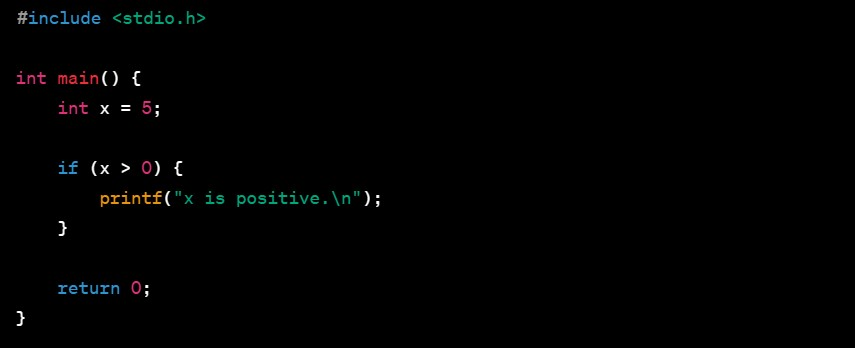 #include <stdio.h>
int main() {
    int x = 5;
    if (x > 0) {
        printf("x is positive.\n");
    }
    return 0;
}